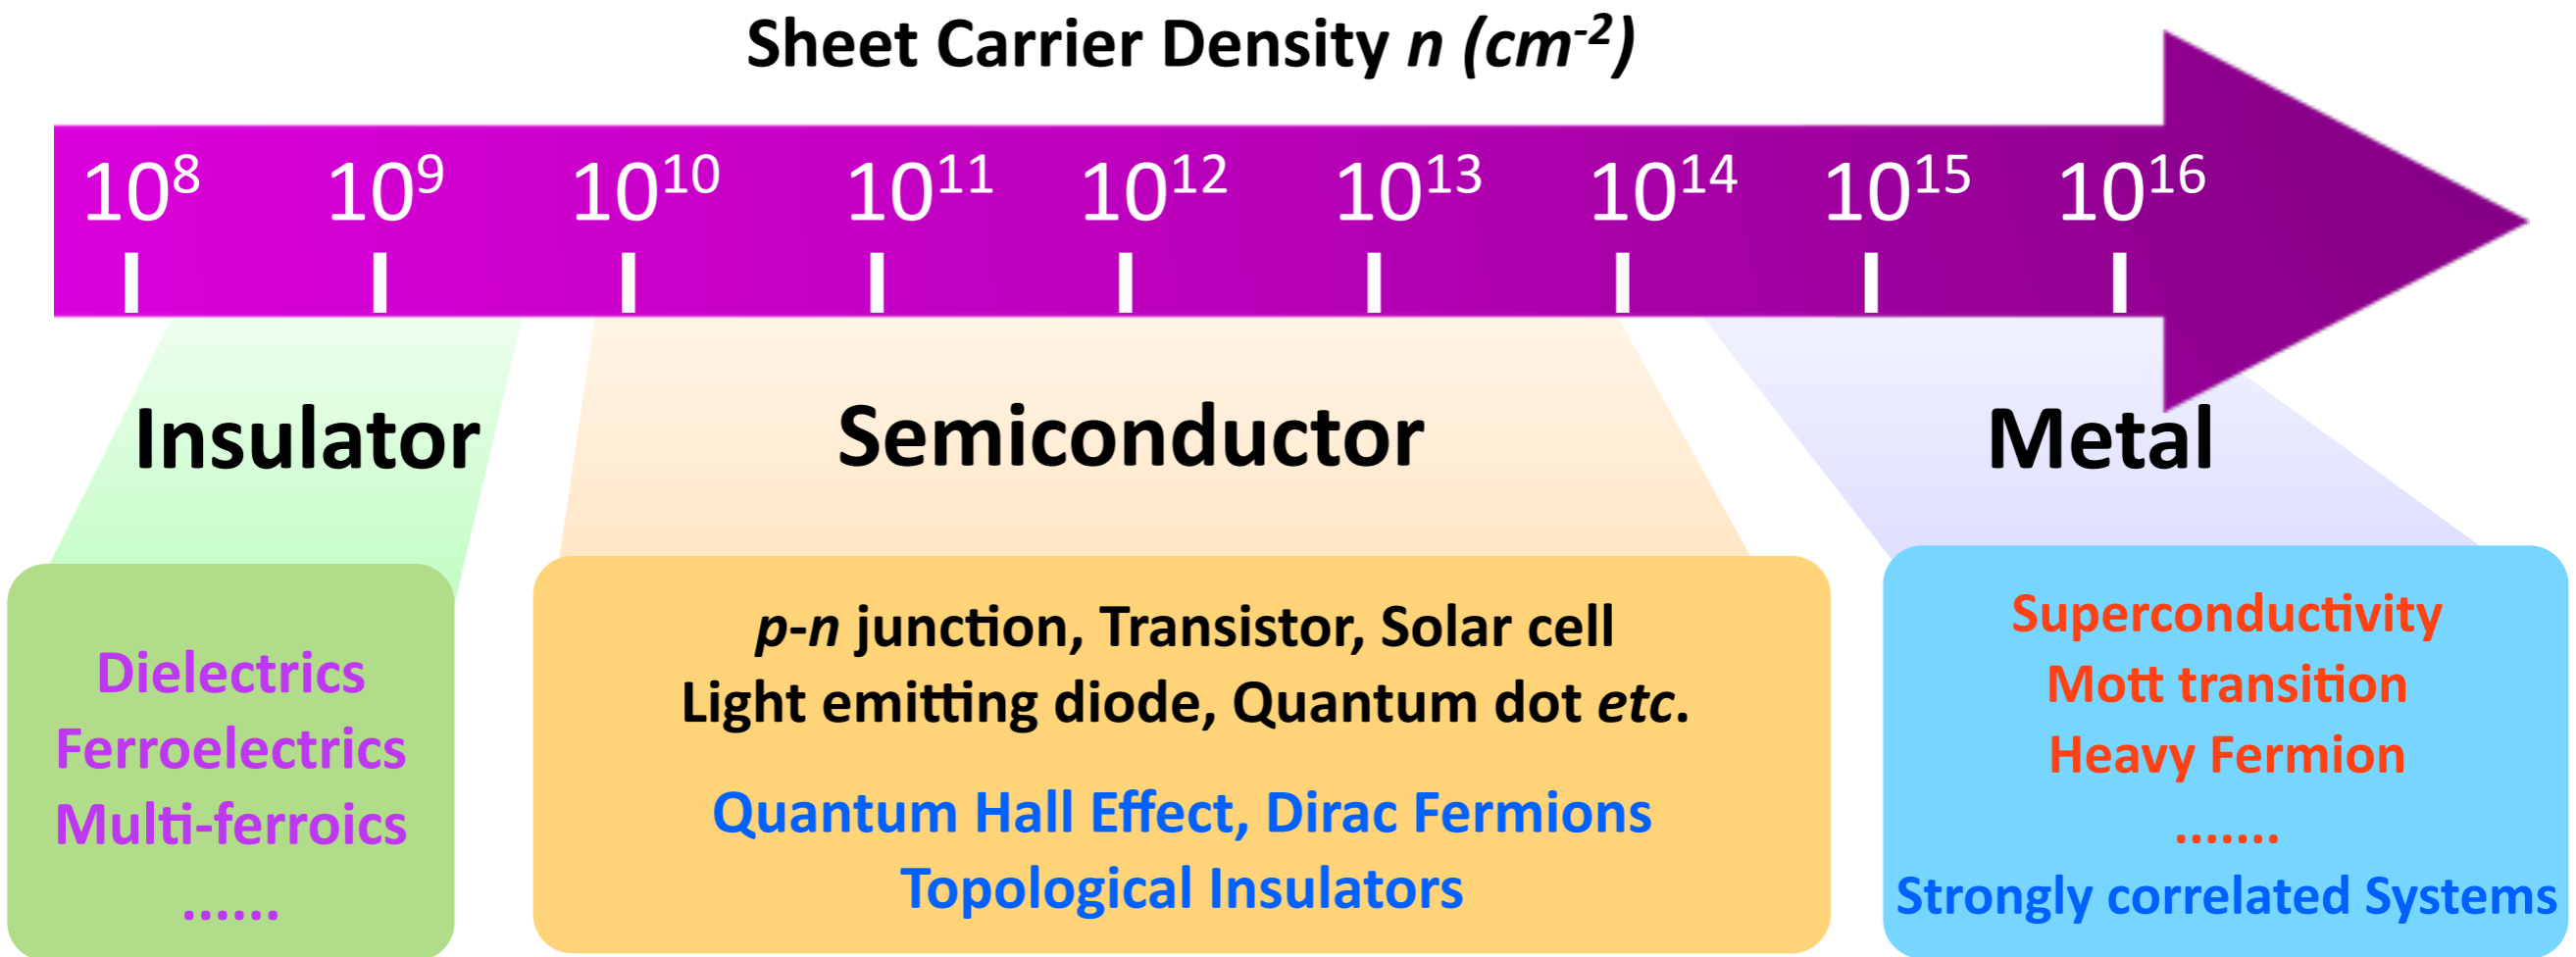 Sheet Carrier Density n (cm⁻²)
10⁸ 10⁹ 10¹⁰ 10¹¹ 10¹² 10¹³ 10¹⁴ 10¹⁵ 10¹⁶
Insulator
Semiconductor
Metal
Dielectrics
Ferroelectrics
Multi-ferroics
......
p-n junction, Transistor, Solar cell
Light emitting diode, Quantum dot etc.
Quantum Hall Effect, Dirac Fermions
Topological Insulators
Superconductivity
Mott transition
Heavy Fermion
.......
Strongly correlated Systems